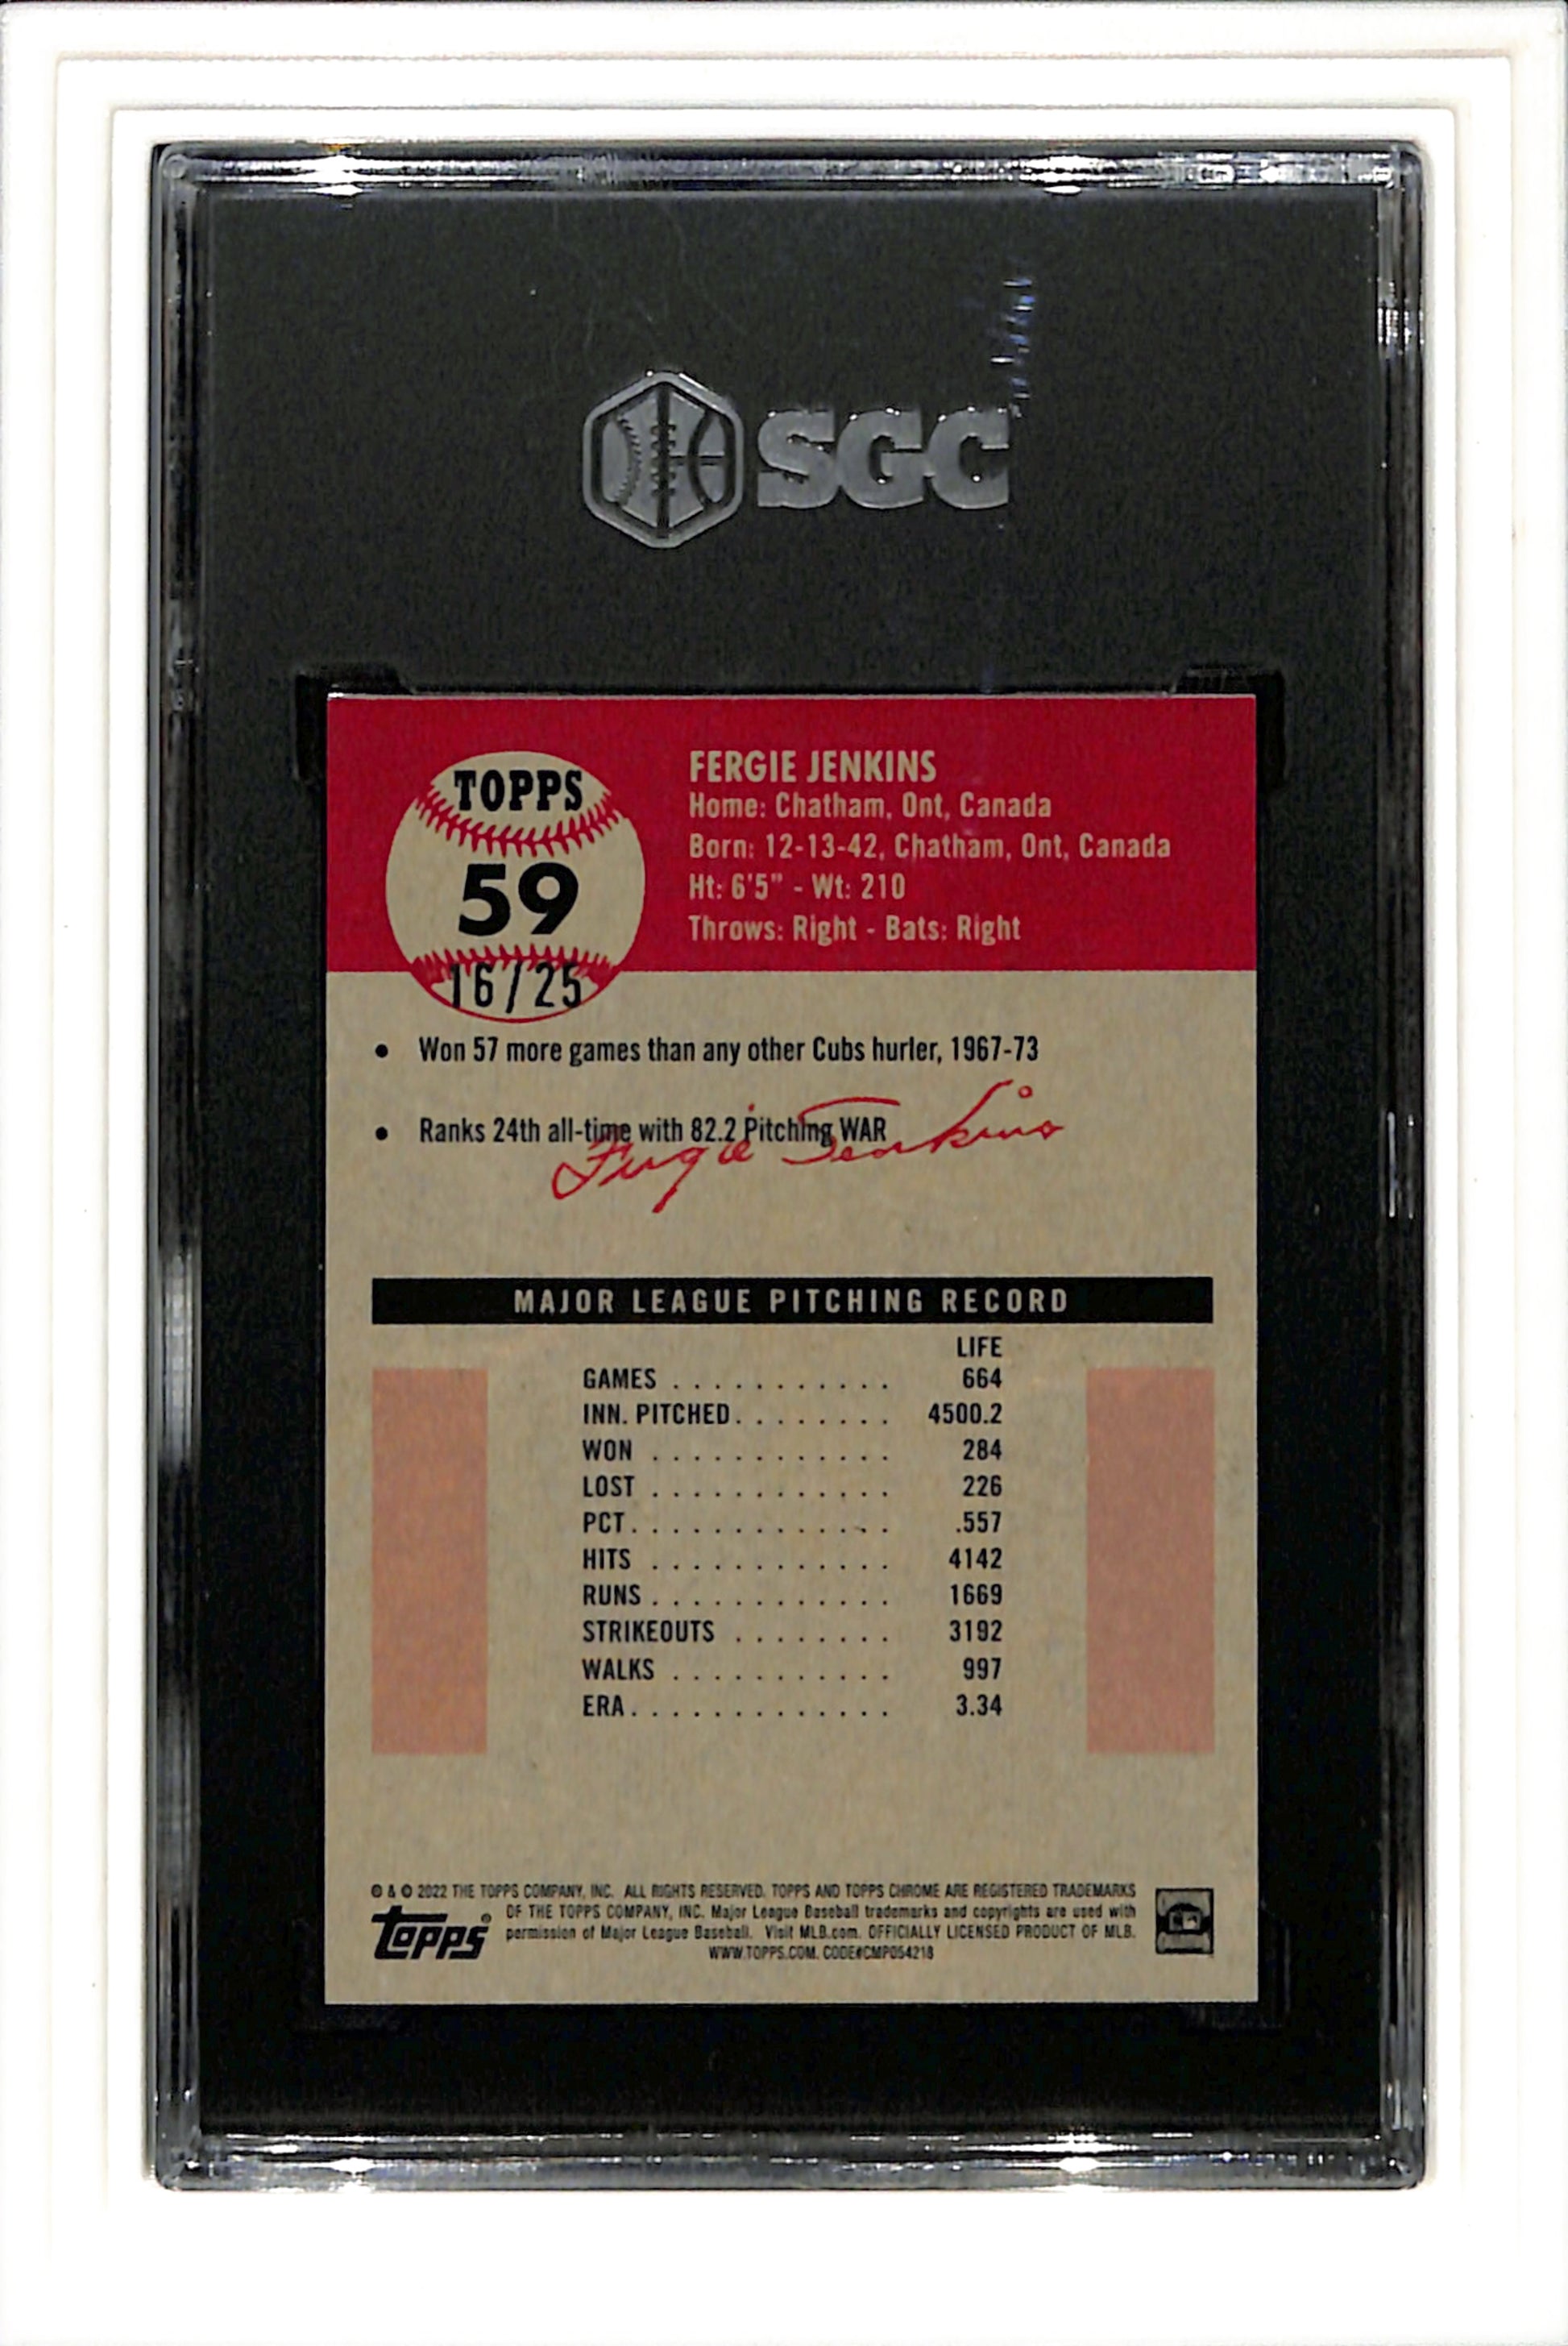 SGC
TOPPS
59
16/25
FERGIE JENKINS
Home: Chatham, Ont, Canada
Born: 12-13-42, Chatham, Ont, Canada
Ht: 6'5" - Wt: 210
Throws: Right - Bats: Right
• Won 57 more games than any other Cubs hurler, 1967-73
• Ranks 24th all-time with 82.2 Pitching WAR
Fergie Jenkins
MAJOR LEAGUE PITCHING RECORD
LIFE
GAMES . . . . . . . . . . . 664
INN. PITCHED. . . . . . . . 4500.2
WON . . . . . . . . . . . . 284
LOST . . . . . . . . . . . . 226
PCT. . . . . . . . . . . . . .557
HITS . . . . . . . . . . . . 4142
RUNS . . . . . . . . . . . . 1669
STRIKEOUTS . . . . . . . . 3192
WALKS . . . . . . . . . . . 997
ERA. . . . . . . . . . . . . 3.34
® & © 2022 THE TOPPS COMPANY, INC. ALL RIGHTS RESERVED. TOPPS AND TOPPS CHROME ARE REGISTERED TRADEMARKS
OF THE TOPPS COMPANY, INC. Major League Baseball trademarks and copyrights are used with
permission of Major League Baseball. Visit MLB.com. OFFICIALLY LICENSED PRODUCT OF MLB.
WWW.TOPPS.COM. CODE#CMP054218
Topps®